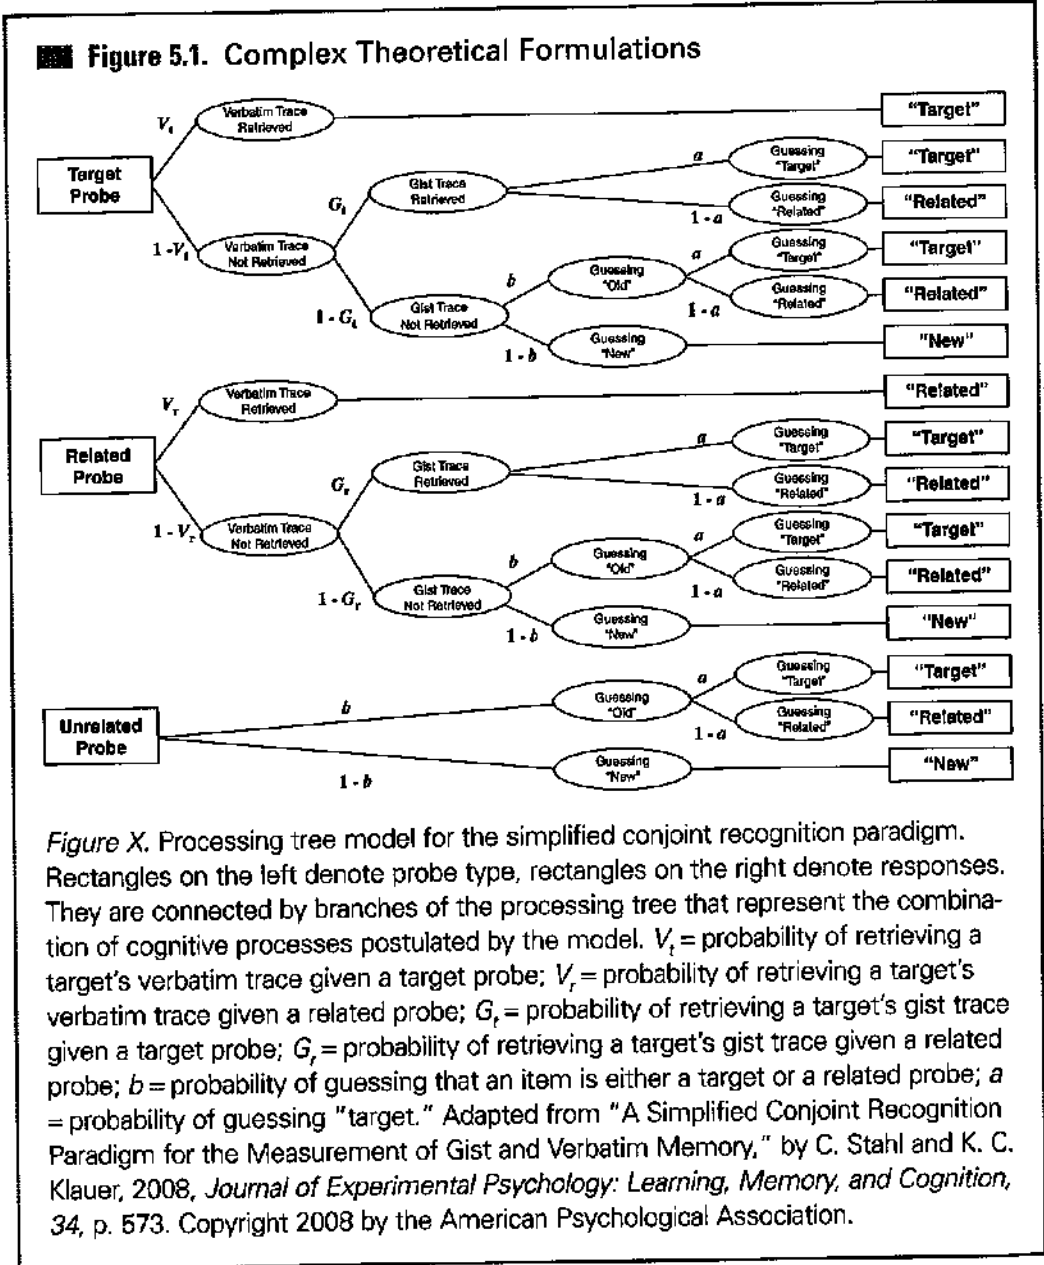 Figure 5.1. Complex Theoretical Formulations
Target
Probe
V_t
1 - V_t
Verbatim Trace
Retrieved
"Target"
Verbatim Trace
Not Retrieved
G_t
1 - G_t
Gist Trace
Retrieved
a
Guessing
"Target"
"Target"
1 - a
Guessing
"Related"
"Related"
Gist Trace
Not Retrieved
b
Guessing
"Old"
a
Guessing
"Target"
"Target"
1 - a
Guessing
"Related"
"Related"
1 - b
Guessing
"New"
"New"
Related
Probe
V_r
1 - V_r
Verbatim Trace
Retrieved
"Related"
Verbatim Trace
Not Retrieved
G_r
1 - G_r
Gist Trace
Retrieved
a
Guessing
"Target"
"Target"
1 - a
Guessing
"Related"
"Related"
Gist Trace
Not Retrieved
b
Guessing
"Old"
a
Guessing
"Target"
"Target"
1 - a
Guessing
"Related"
"Related"
1 - b
Guessing
"New"
"New"
Unrelated
Probe
b
Guessing
"Old"
a
Guessing
"Target"
"Target"
1 - a
Guessing
"Related"
"Related"
1 - b
Guessing
"New"
"New"
Figure X. Processing tree model for the simplified conjoint recognition paradigm.
Rectangles on the left denote probe type, rectangles on the right denote responses.
They are connected by branches of the processing tree that represent the combina-
tion of cognitive processes postulated by the model. V_t = probability of retrieving a
target's verbatim trace given a target probe; V_r = probability of retrieving a target's
verbatim trace given a related probe; G_t = probability of retrieving a target's gist trace
given a target probe; G_r = probability of retrieving a target's gist trace given a related
probe; b = probability of guessing that an item is either a target or a related probe; a
= probability of guessing "target." Adapted from "A Simplified Conjoint Recognition
Paradigm for the Measurement of Gist and Verbatim Memory," by C. Stahl and K. C.
Klauer, 2008, Journal of Experimental Psychology: Learning, Memory, and Cognition,
34, p. 573. Copyright 2008 by the American Psychological Association.